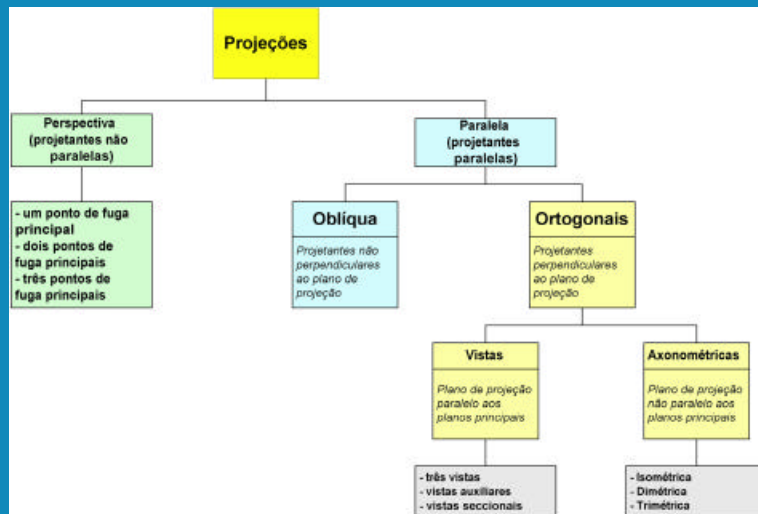 Projeções
Perspectiva
(projetantes não
paralelas)
Paralela
(projetantes
paralelas)
- um ponto de fuga
principal
- dois pontos de
fuga principais
- três pontos de
fuga principais
Oblíqua
Projetantes não
perpendiculares
ao plano de
projeção
Ortogonais
Projetantes
perpendiculares
ao plano de
projeção
Vistas
Plano de projeção
paralelo aos
planos principais
Axonométricas
Plano de projeção
não paralelo aos
planos principais
- três vistas
- vistas auxiliares
- vistas seccionais
- Isométrica
- Dimétrica
- Trimétrica